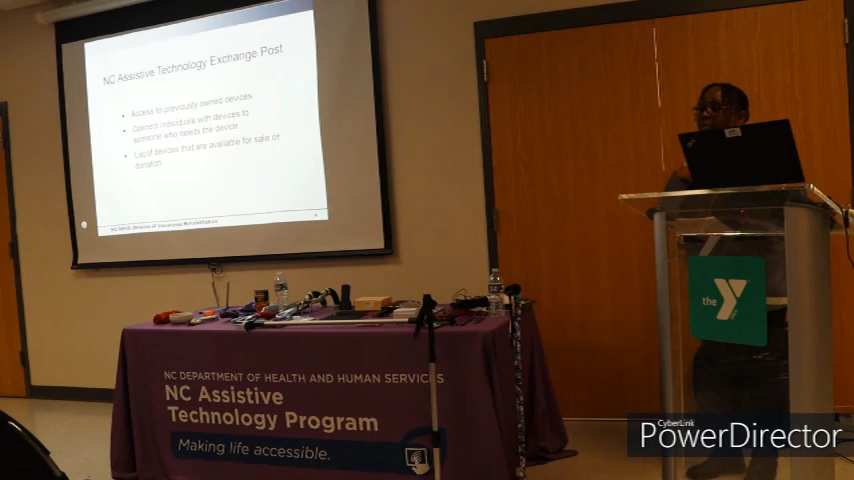 NC Assistive Technology Exchange Post
• Access to previously owned devices
• Connect individuals with devices to
someone who needs the device
• List of devices that are available for sale or
donation
NC DHHS, Division of Vocational Rehabilitation
the Y
NC DEPARTMENT OF HEALTH AND HUMAN SERVICES
NC Assistive
Technology Program
Making life accessible.
CyberLink
PowerDirector